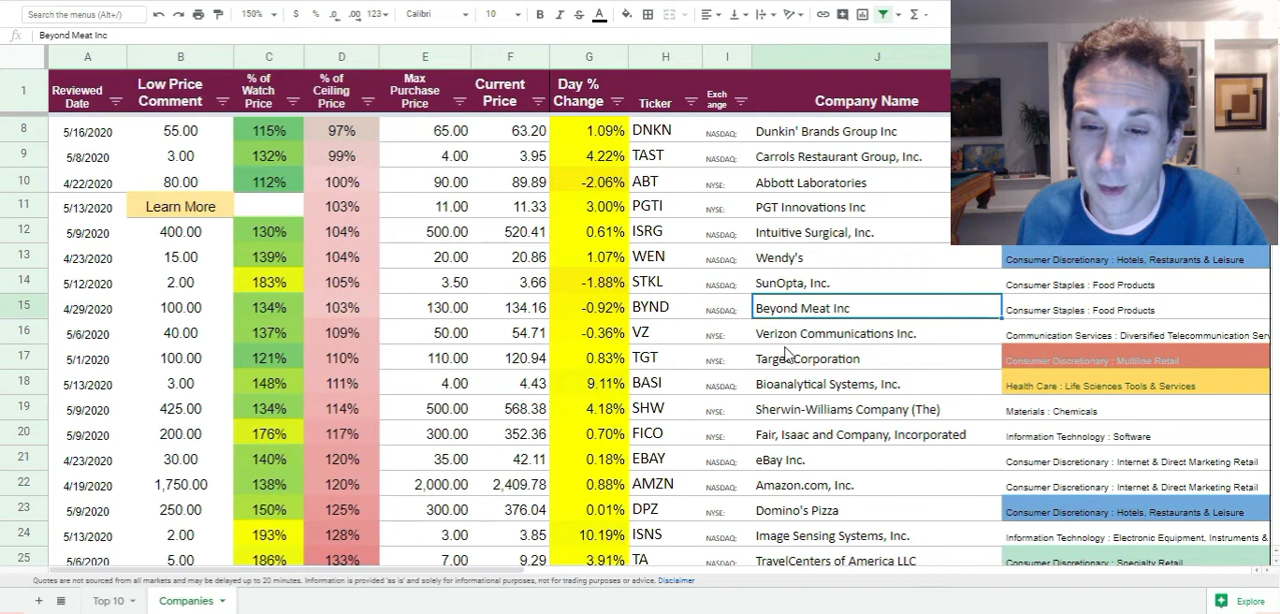 Search the menus (Alt+/) 150% $ % .0 .00 123 Calibri 10 B I S A Σ
fx Beyond Meat Inc
A B C D E F G H I J
1 Reviewed Date Low Price Comment % of Watch Price % of Ceiling Price Max Purchase Price Current Price Day % Change Ticker Exch ange Company Name
8 5/16/2020 55.00 115% 97% 65.00 63.20 1.09% DNKN NASDAQ: Dunkin' Brands Group Inc
9 5/8/2020 3.00 132% 99% 4.00 3.95 4.22% TAST NASDAQ: Carrols Restaurant Group, Inc.
10 4/22/2020 80.00 112% 100% 90.00 89.89 -2.06% ABT NYSE: Abbott Laboratories
11 5/13/2020 Learn More 103% 11.00 11.33 3.00% PGTI NYSE: PGT Innovations Inc
12 5/9/2020 400.00 130% 104% 500.00 520.41 0.61% ISRG NASDAQ: Intuitive Surgical, Inc.
13 4/23/2020 15.00 139% 104% 20.00 20.86 1.07% WEN NASDAQ: Wendy's Consumer Discretionary : Hotels, Restaurants & Leisure
14 5/12/2020 2.00 183% 105% 3.50 3.66 -1.88% STKL NASDAQ: SunOpta, Inc. Consumer Staples : Food Products
15 4/29/2020 100.00 134% 103% 130.00 134.16 -0.92% BYND NASDAQ: Beyond Meat Inc Consumer Staples : Food Products
16 5/6/2020 40.00 137% 109% 50.00 54.71 -0.36% VZ NYSE: Verizon Communications Inc. Communication Services : Diversified Telecommunication Serv
17 5/1/2020 100.00 121% 110% 110.00 120.94 0.83% TGT NYSE: Target Corporation Consumer Discretionary : Multiline Retail
18 5/13/2020 3.00 148% 111% 4.00 4.43 9.11% BASI NASDAQ: Bioanalytical Systems, Inc. Health Care : Life Sciences Tools & Services
19 5/9/2020 425.00 134% 114% 500.00 568.38 4.18% SHW NYSE: Sherwin-Williams Company (The) Materials : Chemicals
20 5/9/2020 200.00 176% 117% 300.00 352.36 0.70% FICO NYSE: Fair, Isaac and Company, Incorporated Information Technology : Software
21 4/23/2020 30.00 140% 120% 35.00 42.11 0.18% EBAY NASDAQ: eBay Inc. Consumer Discretionary : Internet & Direct Marketing Retail
22 4/19/2020 1,750.00 138% 120% 2,000.00 2,409.78 0.88% AMZN NASDAQ: Amazon.com, Inc. Consumer Discretionary : Internet & Direct Marketing Retail
23 5/9/2020 250.00 150% 125% 300.00 376.04 0.01% DPZ NYSE: Domino's Pizza Consumer Discretionary : Hotels, Restaurants & Leisure
24 5/13/2020 2.00 193% 128% 3.00 3.85 10.19% ISNS NASDAQ: Image Sensing Systems, Inc. Information Technology : Electronic Equipment, Instruments &
25 5/6/2020 5.00 186% 133% 7.00 9.29 3.91% TA NASDAQ: TravelCenters of America LLC Consumer Discretionary : Specialty Retail
Quotes are not sourced from all markets and may be delayed up to 20 minutes. Information is provided 'as is' and solely for informational purposes, not for trading purposes or advice. Disclaimer
Top 10 Companies Explore